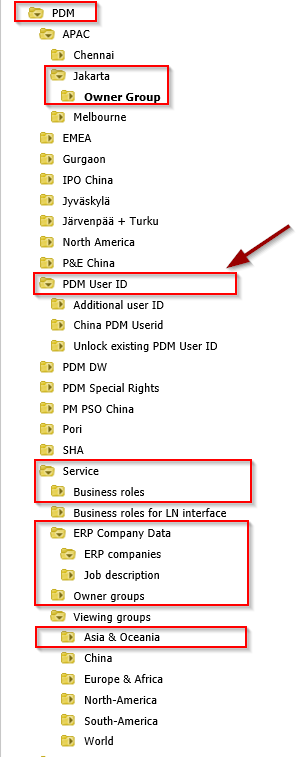 PDM
APAC
Chennai
Jakarta
Owner Group
Melbourne
EMEA
Gurgaon
IPO China
Jyväskylä
Järvenpää + Turku
North America
P&E China
PDM User ID
Additional user ID
China PDM Userid
Unlock existing PDM User ID
PDM DW
PDM Special Rights
PM PSO China
Pori
SHA
Service
Business roles
Business roles for LN interface
ERP Company Data
ERP companies
Job description
Owner groups
Viewing groups
Asia & Oceania
China
Europe & Africa
North-America
South-America
World